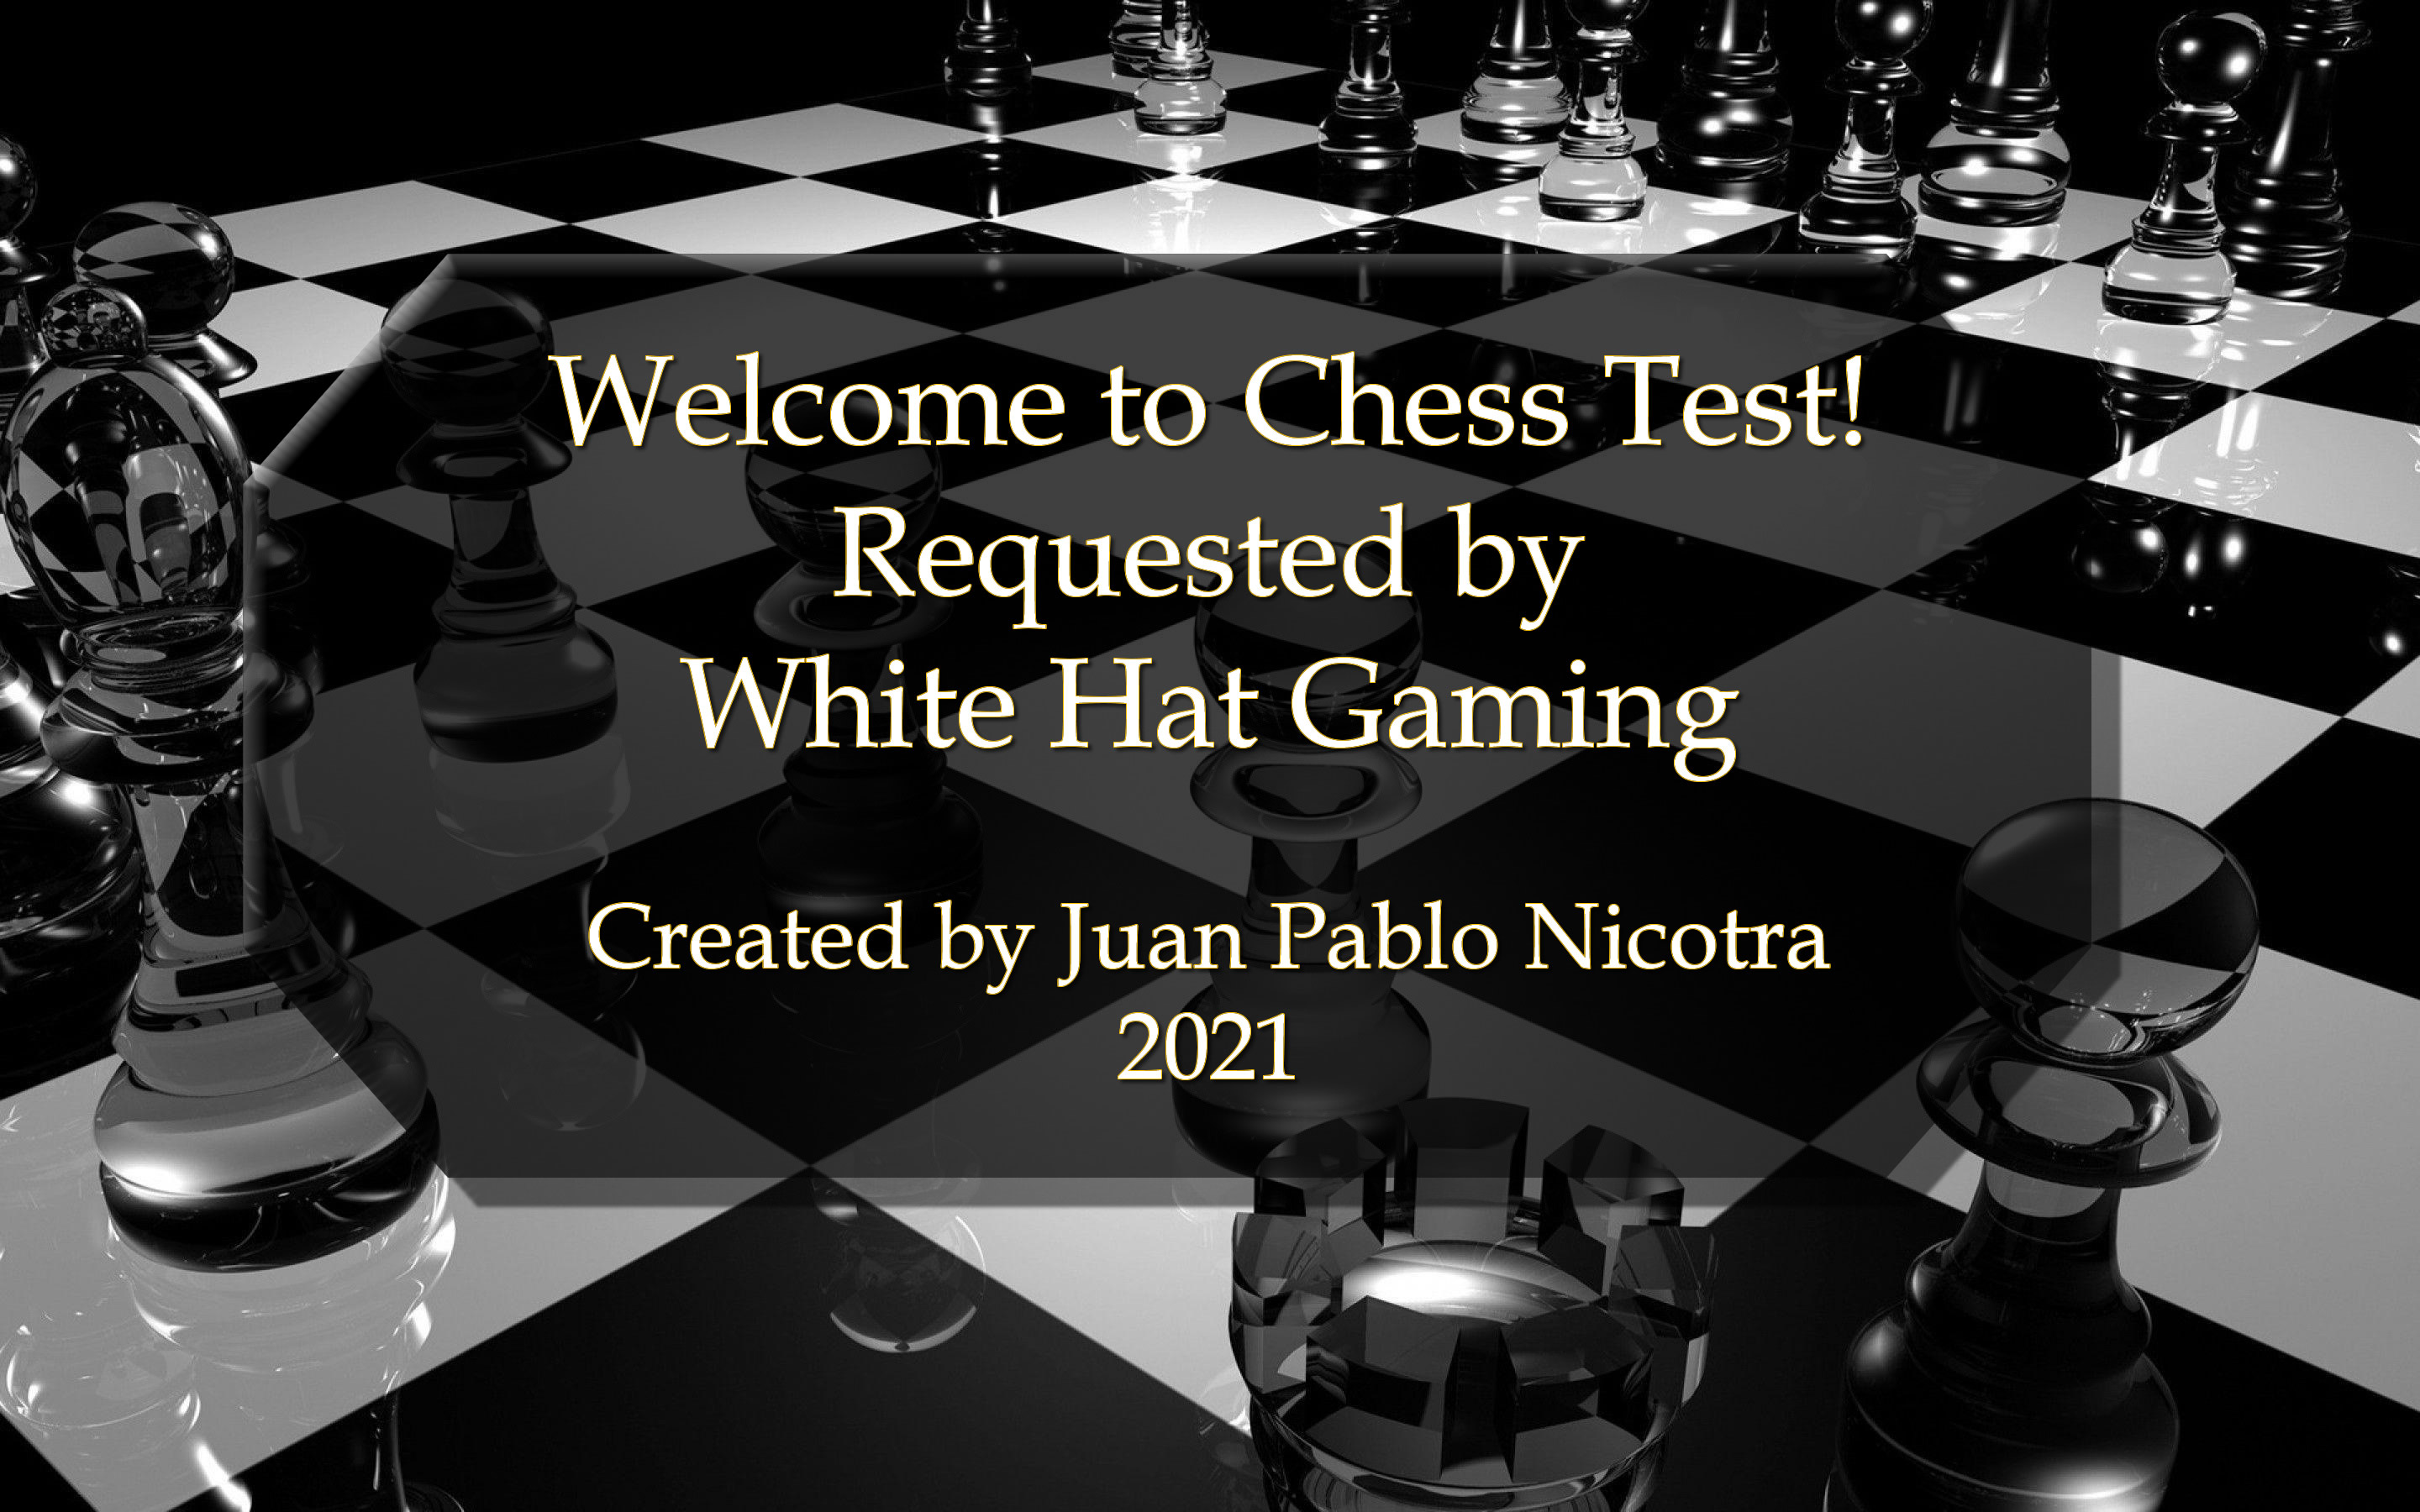 Welcome to Chess Test!
Requested by
White Hat Gaming
Created by Juan Pablo Nicotra
2021